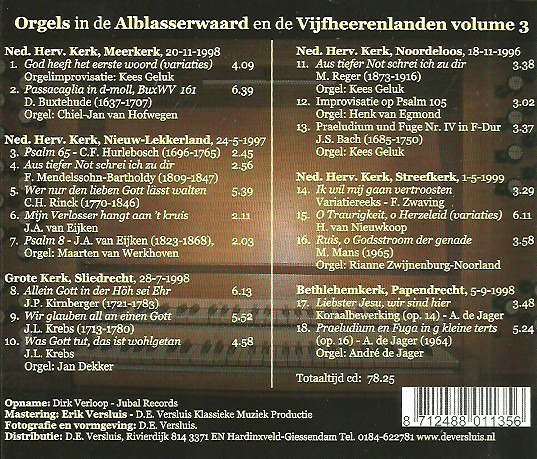 Orgels in de Alblasserwaard en de Vijfheerenlanden volume 3
Ned. Herv. Kerk, Meerkerk, 20-11-1998
1. God heeft het eerste woord (variaties) 4.09
Orgelimprovisatie: Kees Geluk
2. Passacaglia in d-moll, BuxWV 161 6.39
D. Buxtehude (1637-1707)
Orgel: Chiel-Jan van Hofwegen
Ned. Herv. Kerk, Nieuw-Lekkerland, 24-5-1997
3. Psalm 65 - C.F. Hurlebosch (1696-1765) 2.45
4. Aus tiefer Not schrei ich zu dir 2.56
F. Mendelssohn-Bartholdy (1809-1847)
5. Wer nur den lieben Gott lässt walten 5.39
C.H. Rinck (1770-1846)
6. Mijn Verlosser hangt aan 't kruis 2.11
J.A. van Eijken
7. Psalm 8 - J.A. van Eijken (1823-1868), 2.03
Orgel: Maarten van Werkhoven
Grote Kerk, Sliedrecht, 28-7-1998
8. Allein Gott in der Höh sei Ehr 6.13
J.P. Kirnberger (1721-1783)
9. Wir glauben all an einen Gott 5.52
J.L. Krebs (1713-1780)
10. Was Gott tut, das ist wohlgetan 4.58
J.L. Krebs
Orgel: Jan Dekker
Ned. Herv. Kerk, Noordeloos, 18-11-1996
11. Aus tiefer Not schrei ich zu dir 3.38
M. Reger (1873-1916)
Orgel: Kees Geluk
12. Improvisatie op Psalm 105 3.02
Orgel: Henk van Egmond
13. Praeludium und Fuge Nr. IV in F-Dur 3.37
J.S. Bach (1685-1750)
Orgel: Kees Geluk
Ned. Herv. Kerk, Streefkerk, 1-5-1999
14. Ik wil mij gaan vertroosten 3.29
Variatiereeks - F. Zwaving
15. O Traurigkeit, o Herzeleid (variaties) 6.11
H. van Nieuwkoop
16. Ruis, o Godsstroom der genade 3.58
M. Mans (1965)
Orgel: Rianne Zwijnenburg-Noorland
Bethlehemkerk, Papendrecht, 5-9-1998
17. Liebster Jesu, wir sind hier 3.48
Koraalbewerking (op. 14) - A. de Jager
18. Praeludium en Fuga in g kleine terts 5.24
(op. 16) - A. de Jager (1964)
Orgel: André de Jager
Totaaltijd cd: 78.25
Opname: Dirk Verloop - Jubal Records
Mastering: Erik Versluis - D.E. Versluis Klassieke Muziek Productie
Fotografie en vormgeving: D.E. Versluis.
Distributie: D.E. Versluis, Rivierdijk 814 3371 EN Hardinxveld-Giessendam Tel. 0184-622781 www.deversluis.nl
8 712488 011356